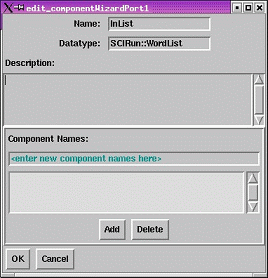 edit_componentWizardPort1
Name: InList
Datatype: SCIRun::WordList
Description:
Component Names:
<enter new component names here>
Add Delete
OK Cancel